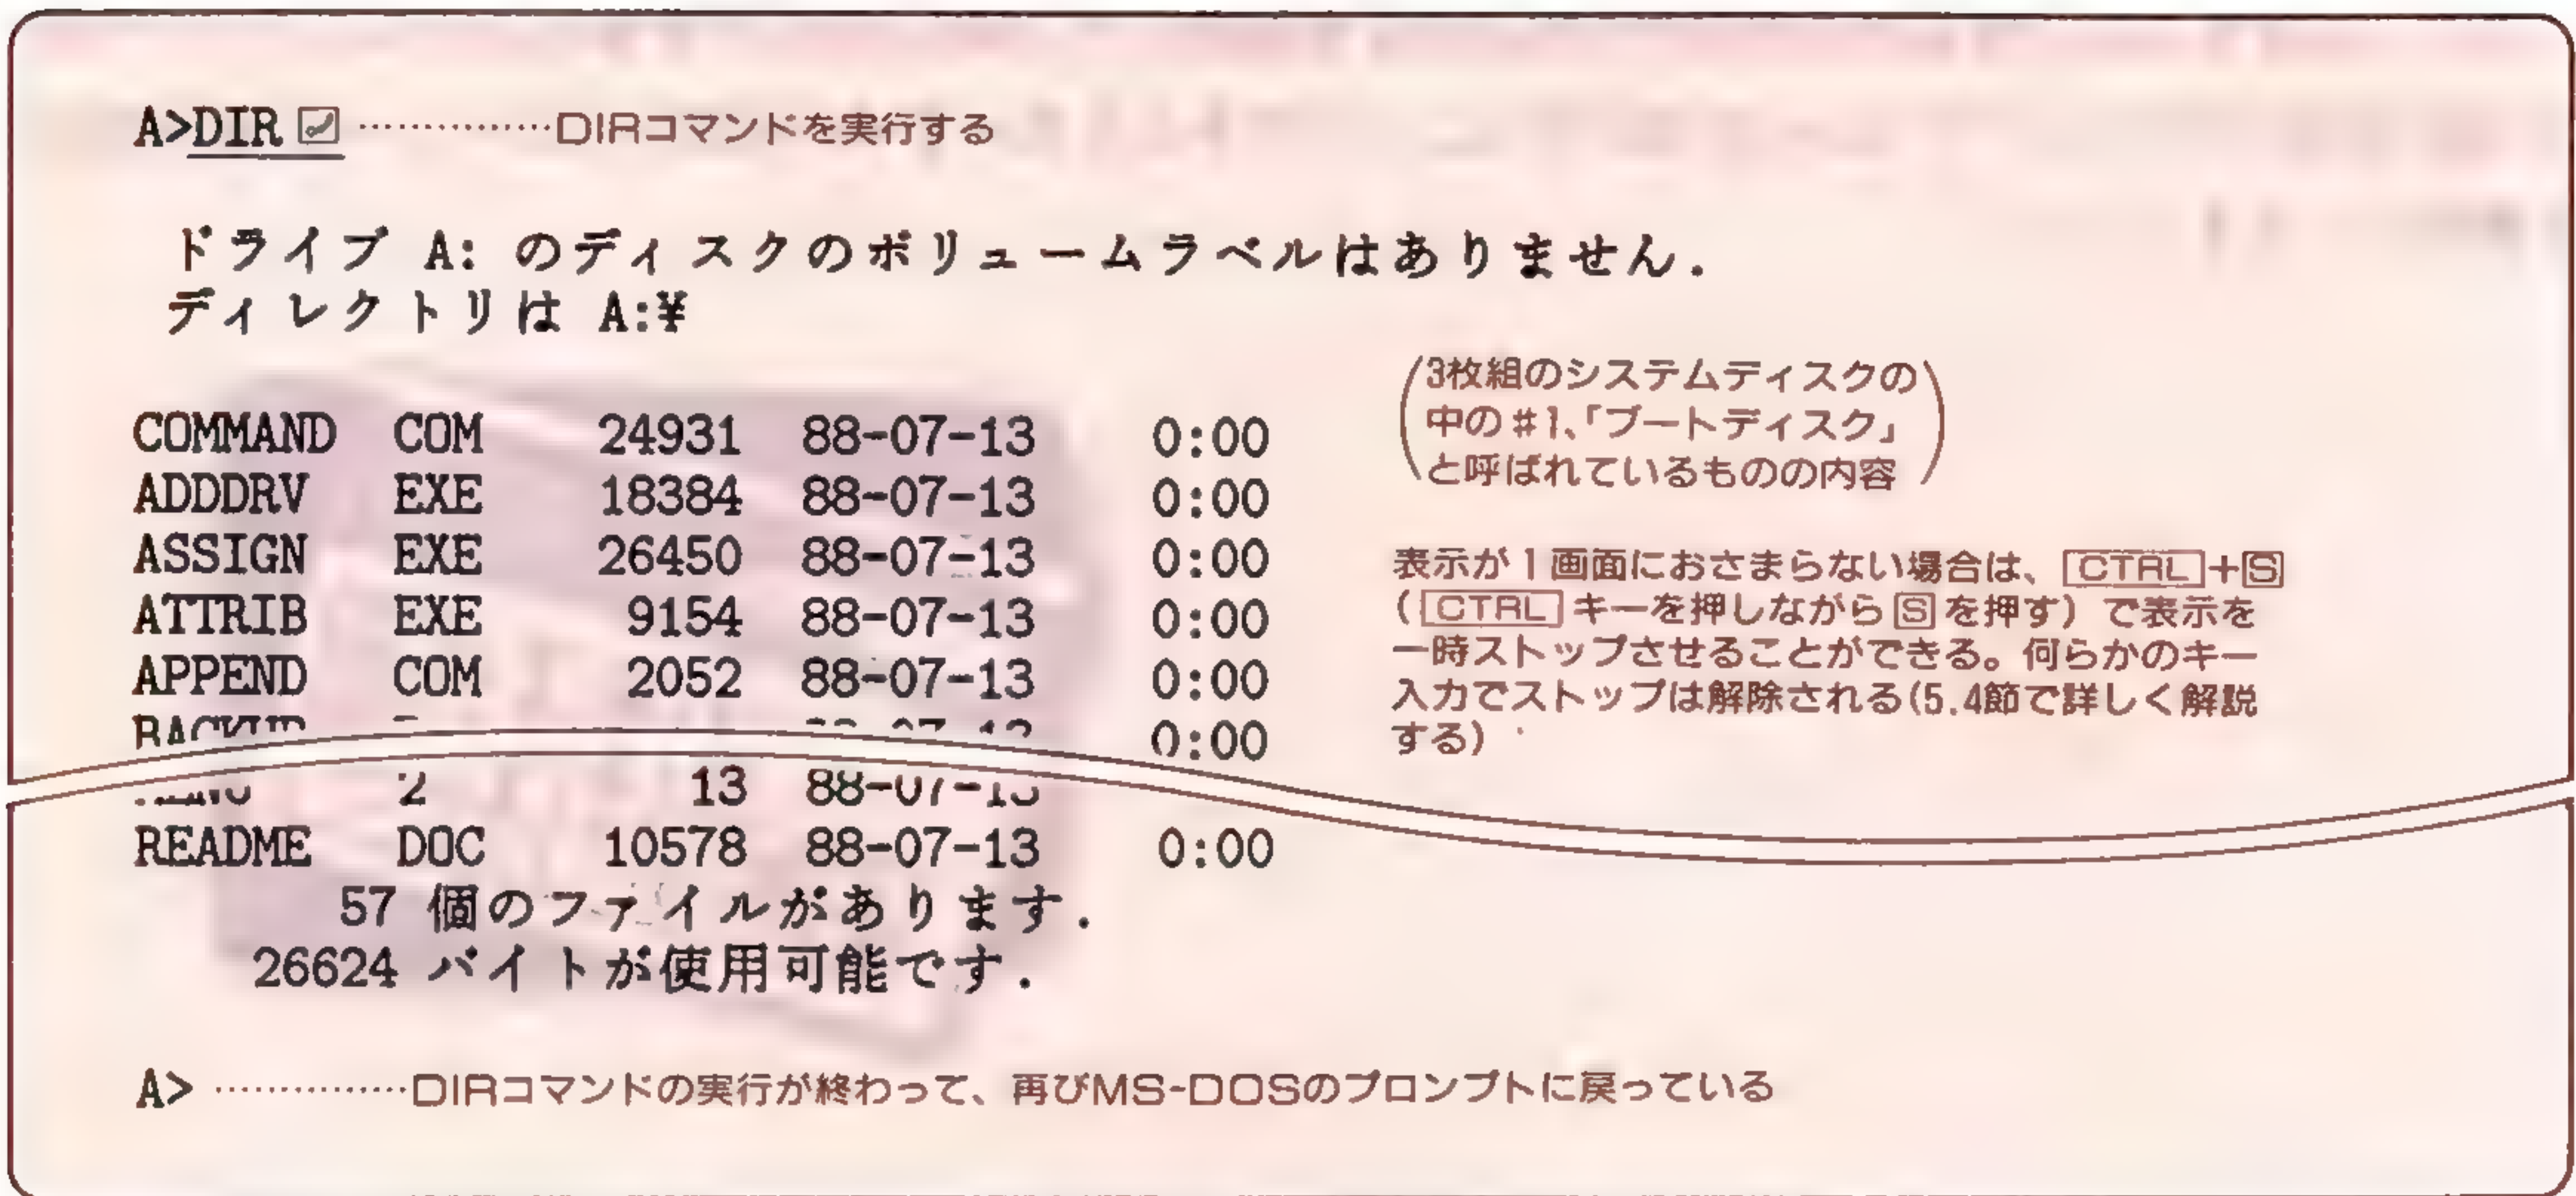 A>DIR ……………DIRコマンドを実行する
ドライブ A: のディスクのボリュームラベルはありません.
ディレクトリは A:¥
COMMAND COM 24931 88-07-13 0:00
ADDDRV EXE 18384 88-07-13 0:00
ASSIGN EXE 26450 88-07-13 0:00
ATTRIB EXE 9154 88-07-13 0:00
APPEND COM 2052 88-07-13 0:00
BACKUP 88-07-13 0:00
2 13 88-07-13
README DOC 10578 88-07-13 0:00
57 個のファイルがあります.
26624 バイトが使用可能です.
(3枚組のシステムディスクの
中の#1、「ブートディスク」
と呼ばれているものの内容)
表示が1画面におさまらない場合は、CTRL+S
(CTRLキーを押しながらSを押す)で表示を
一時ストップさせることができる。何らかのキー
入力でストップは解除される(5.4節で詳しく解説
する)
A> ……………DIRコマンドの実行が終わって、再びMS-DOSのプロンプトに戻っている